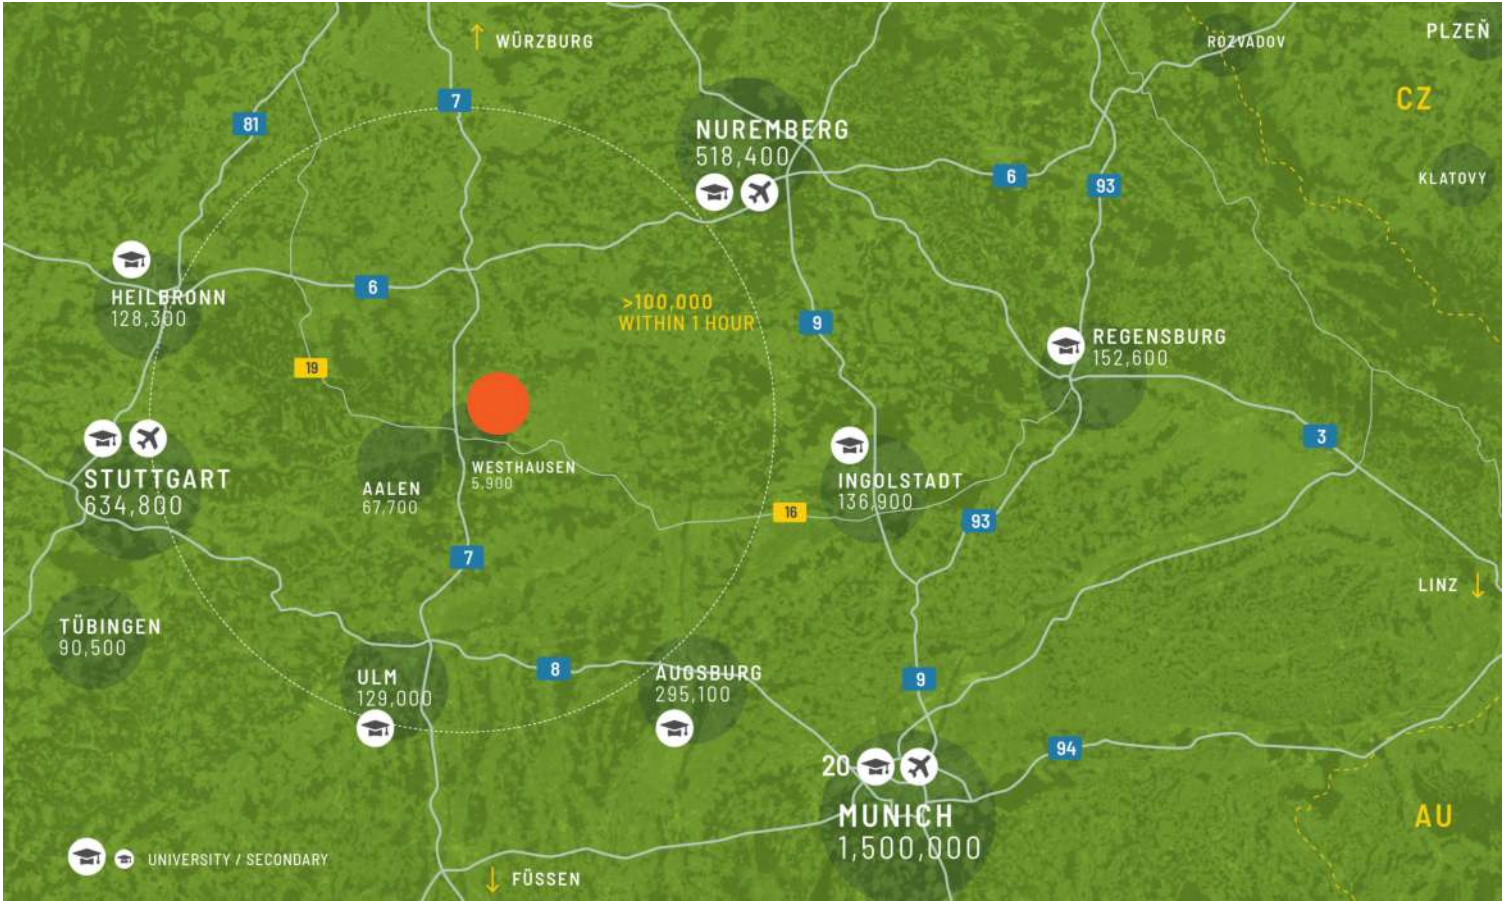 WÜRZBURG
ROZVADOV
PLZEŇ
7
CZ
81
NUREMBERG
518,400
6
93
KLATOVY
HEILBRONN
128,300
6
>100,000
WITHIN 1 HOUR
9
REGENSBURG
152,600
19
3
STUTTGART
634,800
WESTHAUSEN
5,900
AALEN
67,700
INGOLSTADT
136,900
16
93
7
LINZ
TÜBINGEN
90,500
ULM
129,000
8
AUGSBURG
295,100
9
94
20
MUNICH
1,500,000
AU
UNIVERSITY / SECONDARY
FÜSSEN